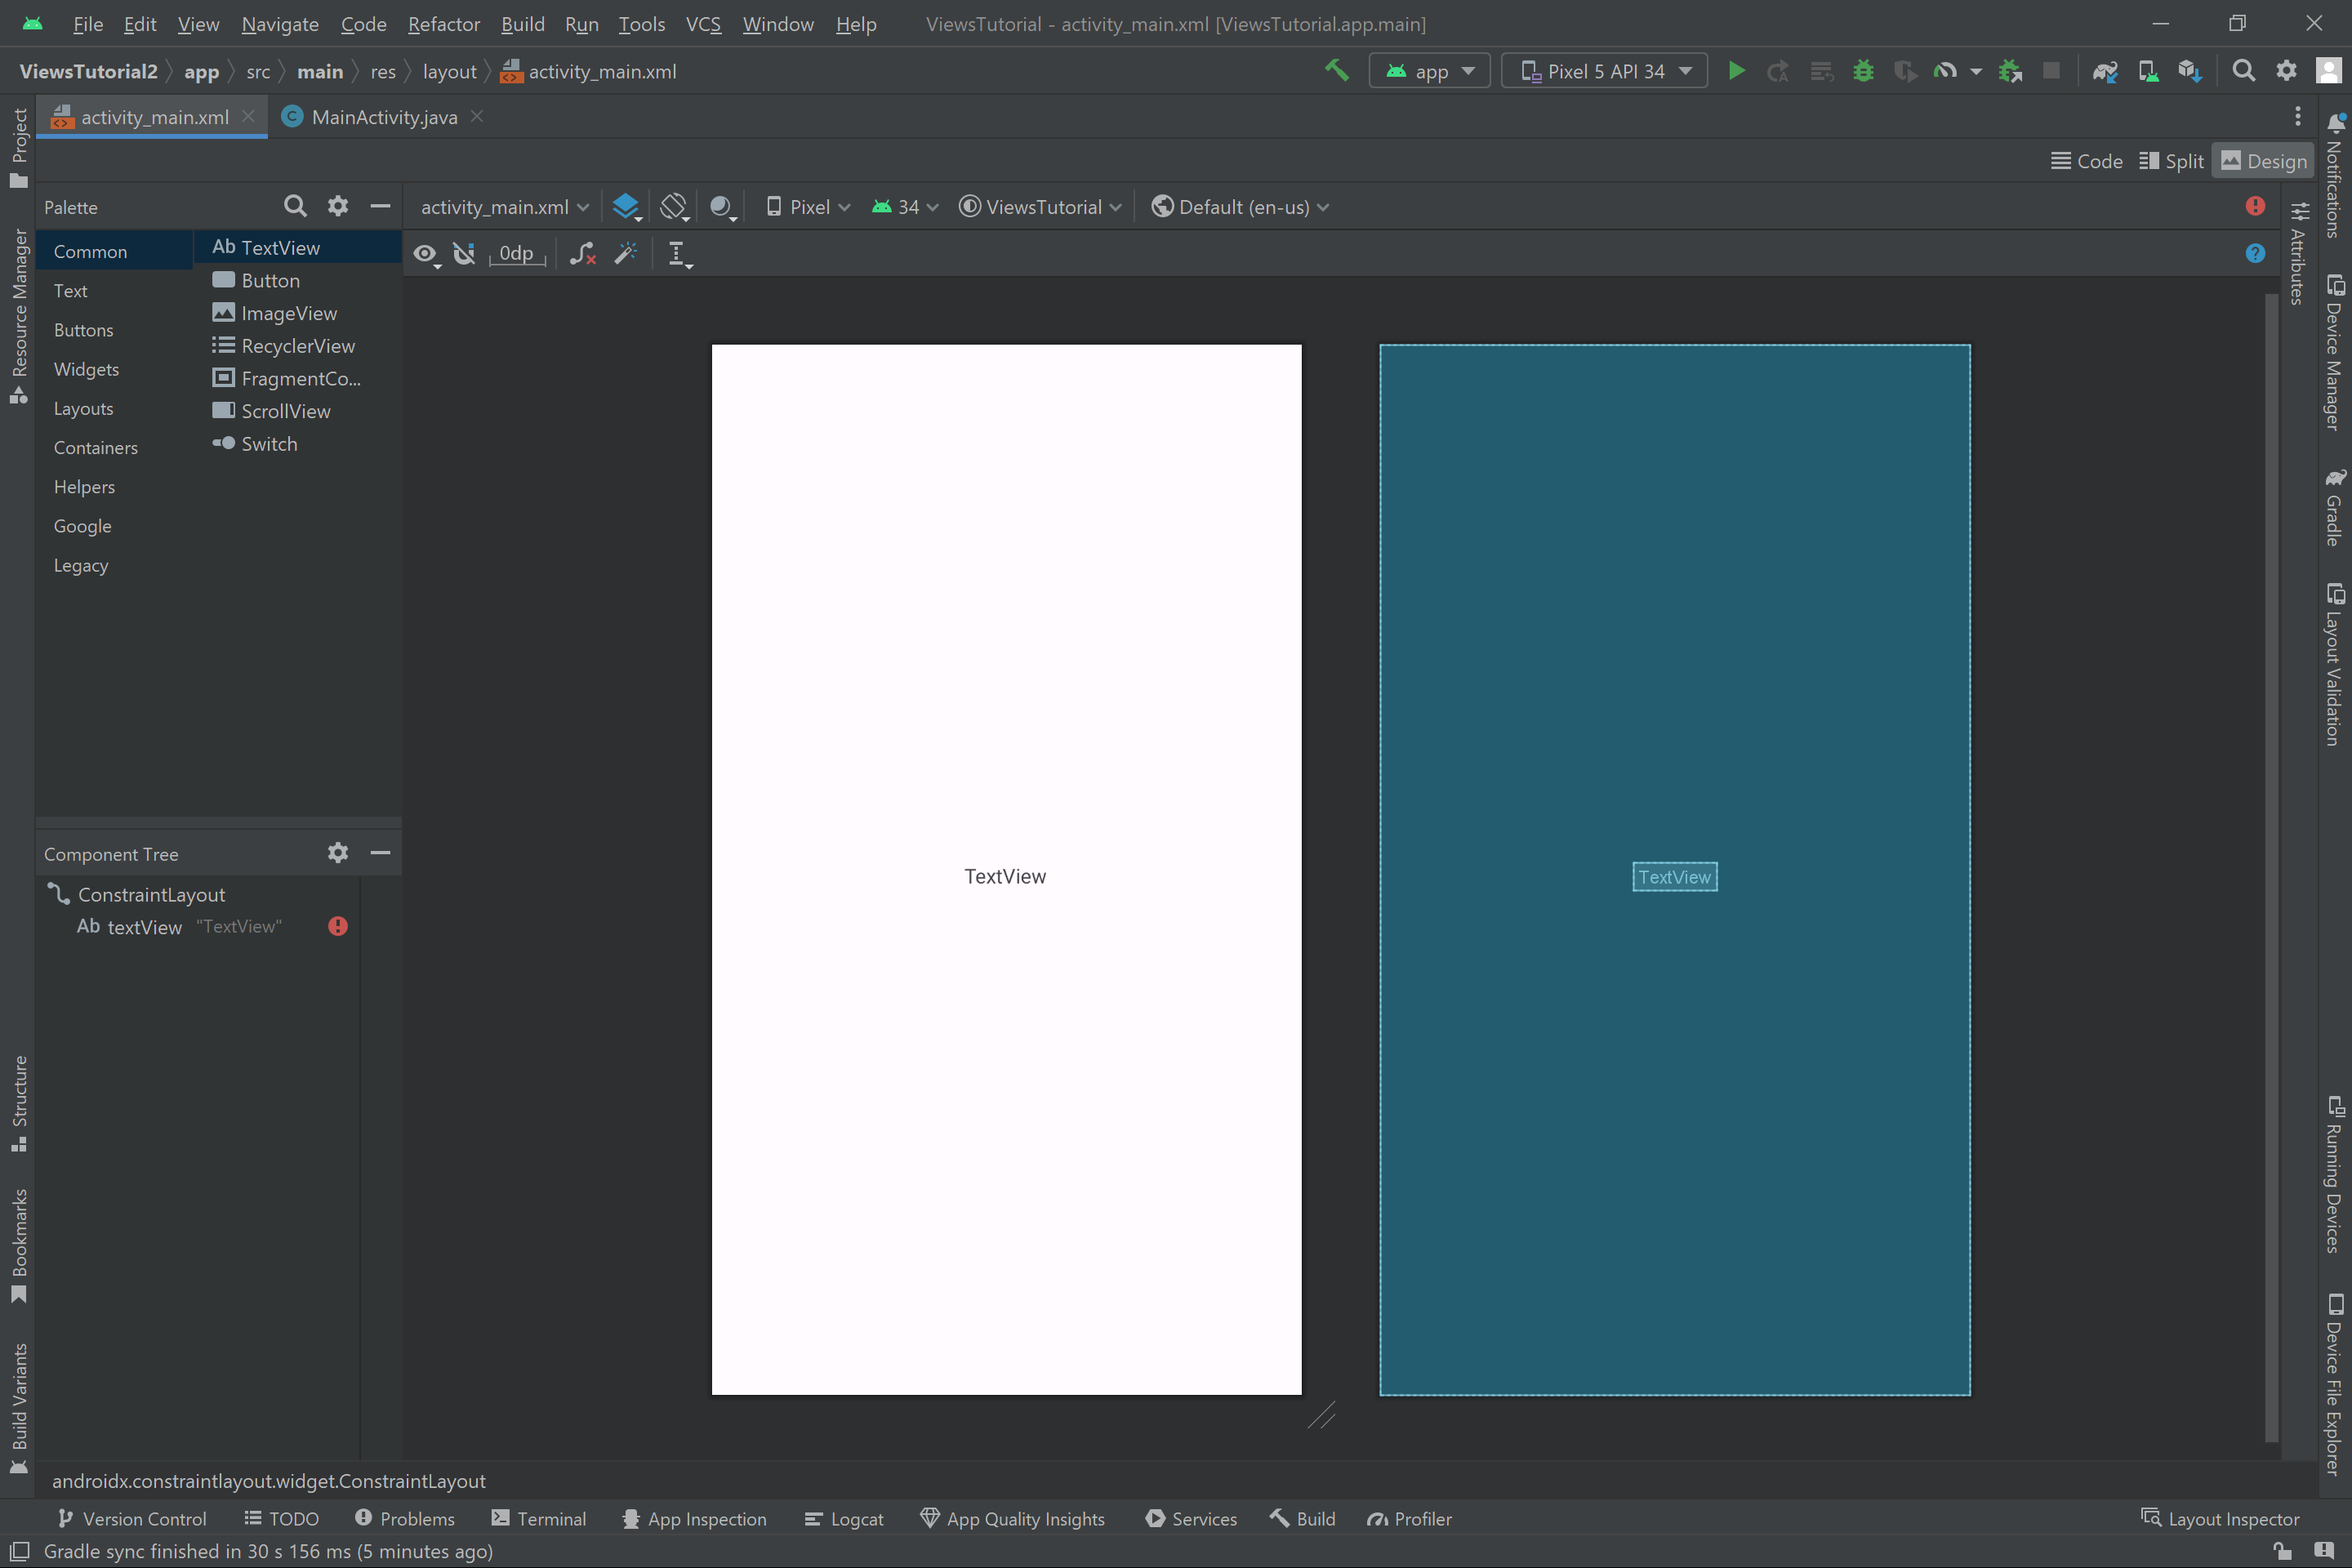 File Edit View Navigate Code Refactor Build Run Tools VCS Window Help ViewsTutorial - activity_main.xml [ViewsTutorial.app.main]
ViewsTutorial2 app src main res layout activity_main.xml app Pixel 5 API 34
activity_main.xml MainActivity.java
Code Split Design
Palette activity_main.xml Pixel 34 ViewsTutorial Default (en-us)
0dp
Common
Text
Buttons
Widgets
Layouts
Containers
Helpers
Google
Legacy
Ab TextView
Button
ImageView
RecyclerView
FragmentCo...
ScrollView
Switch
TextView
TextView
Component Tree
ConstraintLayout
Ab textView "TextView"
Project
Resource Manager
Structure
Bookmarks
Build Variants
Attributes
Notifications
Device Manager
Gradle
Layout Validation
Running Devices
Device File Explorer
androidx.constraintlayout.widget.ConstraintLayout
Version Control TODO Problems Terminal App Inspection Logcat App Quality Insights Services Build Profiler Layout Inspector
Gradle sync finished in 30 s 156 ms (5 minutes ago)